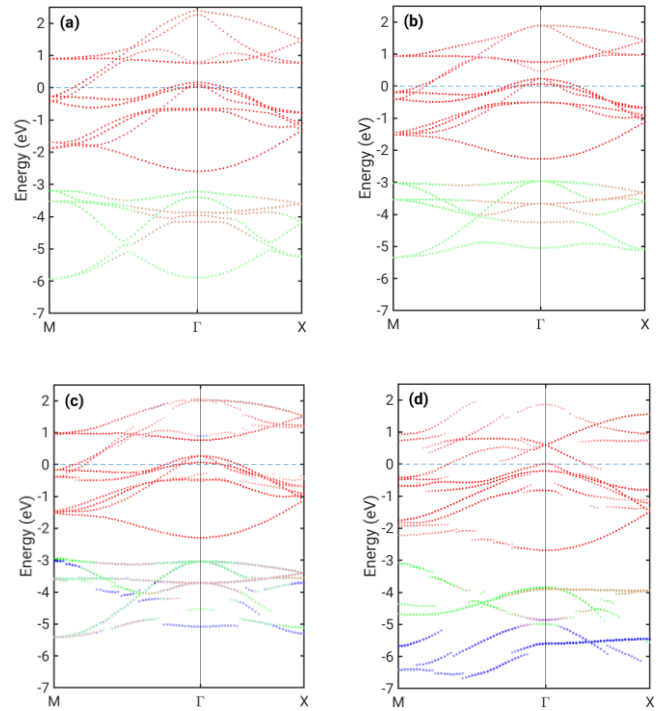 (a)
Energy (eV)
2
1
0
-1
-2
-3
-4
-5
-6
-7
M
Γ
X
(b)
Energy (eV)
2
1
0
-1
-2
-3
-4
-5
-6
-7
M
Γ
X
(c)
Energy (eV)
2
1
0
-1
-2
-3
-4
-5
-6
-7
M
Γ
X
(d)
Energy (eV)
2
1
0
-1
-2
-3
-4
-5
-6
-7
M
Γ
X